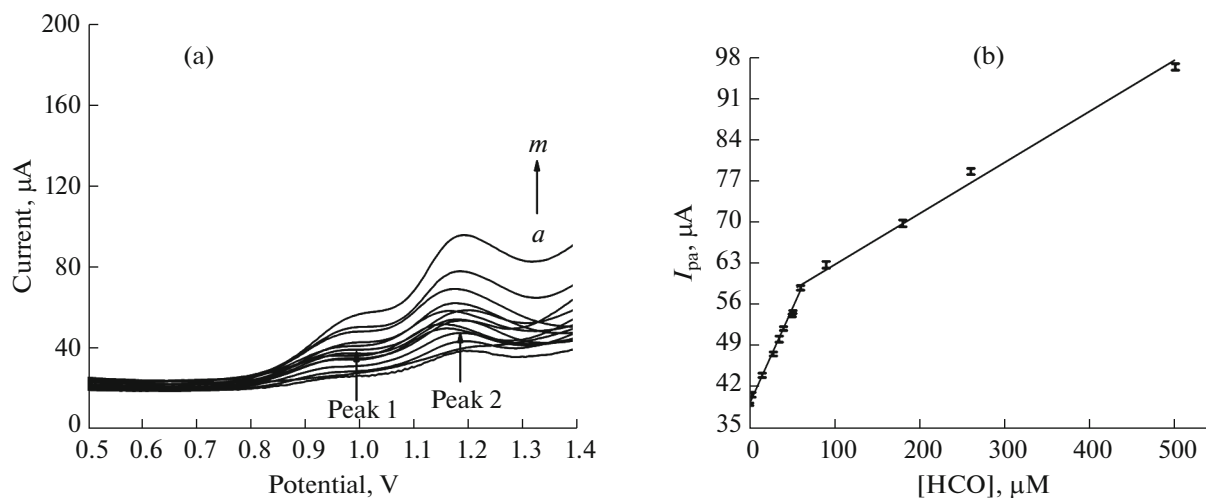 (a)
200
160
120
80
40
0
Current, μA
m
a
Peak 1
Peak 2
0.5 0.6 0.7 0.8 0.9 1.0 1.1 1.2 1.3 1.4
Potential, V
(b)
98
91
84
77
70
63
56
49
42
35
I_pa, μA
0 100 200 300 400 500
[HCO], μM